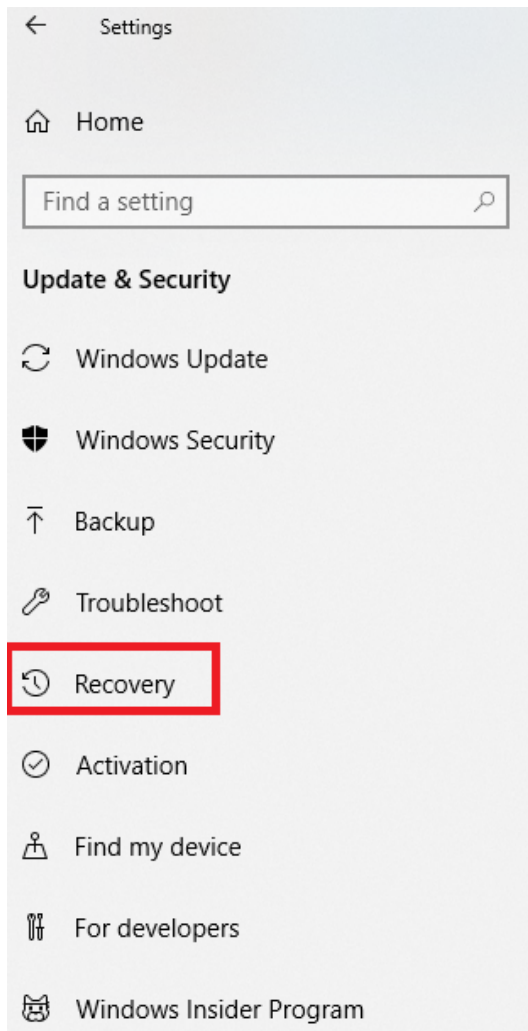 Settings
Home
Find a setting
Update & Security
Windows Update
Windows Security
Backup
Troubleshoot
Recovery
Activation
Find my device
For developers
Windows Insider Program